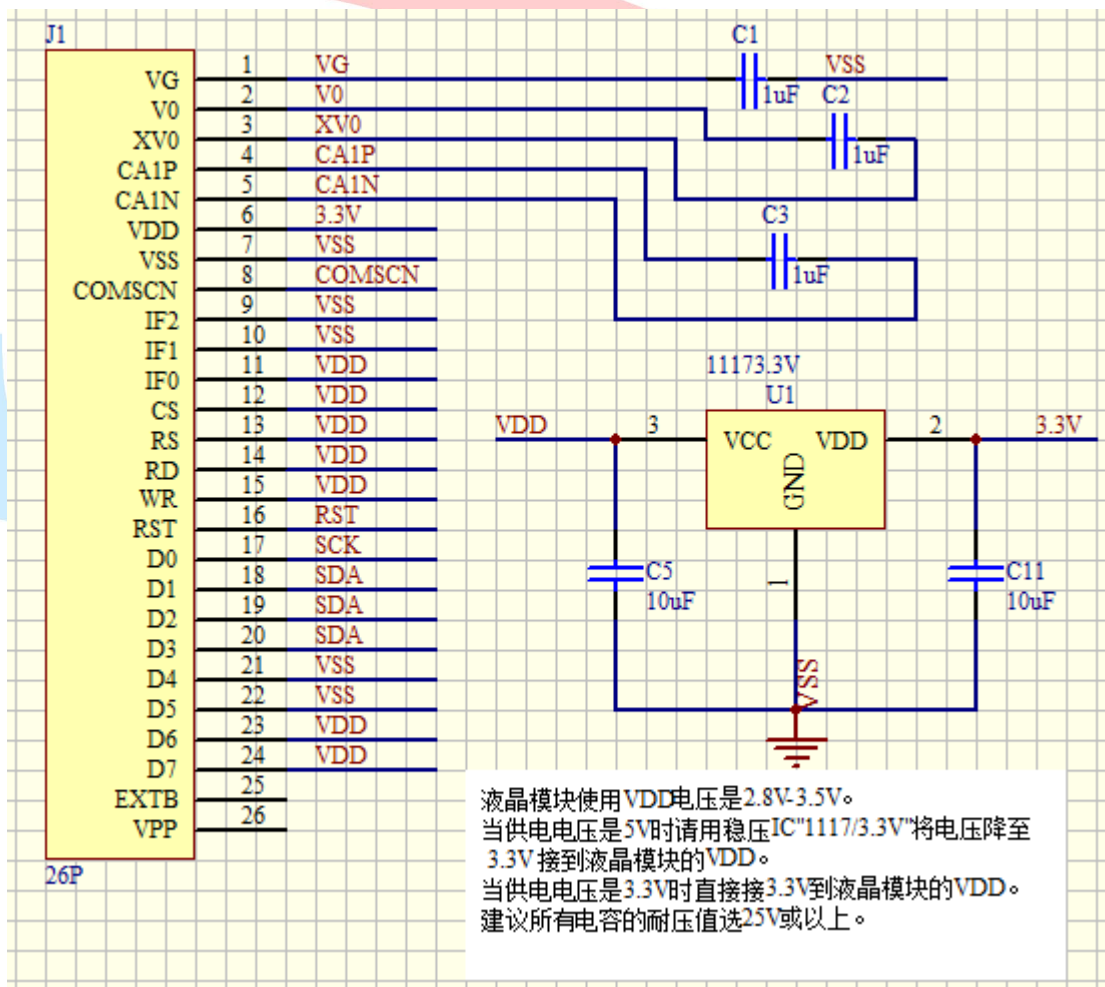 J1
VG 1 VG
V0 2 V0
XV0 3 XV0
CA1P 4 CA1P
CA1N 5 CA1N
VDD 6 3.3V
VSS 7 VSS
COMSCN 8 COMSCN
IF2 9 VSS
IF1 10 VSS
IF0 11 VDD
CS 12 VDD
RS 13 VDD
RD 14 VDD
WR 15 VDD
RST 16 RST
D0 17 SCK
D1 18 SDA
D2 19 SDA
D3 20 SDA
D4 21 VSS
D5 22 VSS
D6 23 VDD
D7 24 VDD
EXTB 25
VPP 26
26P
C1
VSS
1uF
C2
1uF
C3
1uF
11173.3V
U1
VDD 3 VCC VDD 2 3.3V
GND
1
C5
10uF
C11
10uF
VSS
液晶模块使用VDD电压是2.8V-3.5V。
当供电电压是5V时请用稳压IC"1117/3.3V"将电压降至
3.3V接到液晶模块的VDD。
当供电电压是3.3V时直接接3.3V到液晶模块的VDD。
建议所有电容的耐压值选25V或以上。